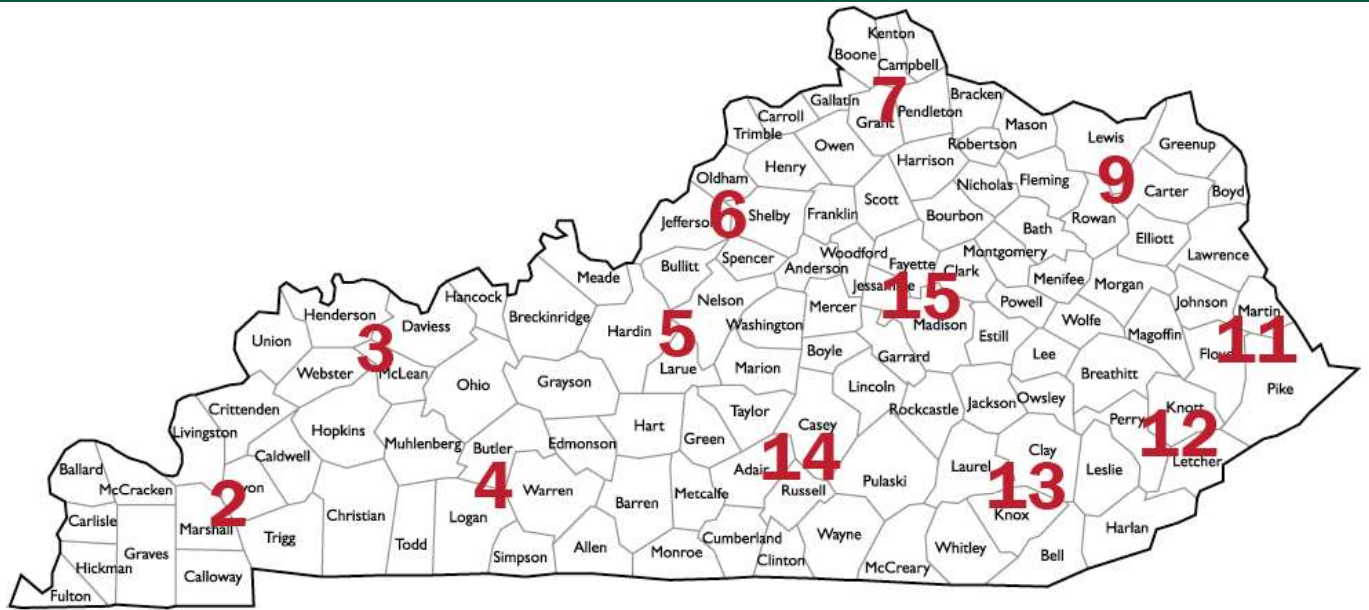 Kenton
Boone
Campbell
7
Bracken
Gallatin
Pendleton
Carroll
Grant
Mason
Trimble
Lewis
Owen
Robertson
Greenup
Henry
Harrison
Oldham
Nicholas
Fleming
9
Carter
Boyd
Scott
6
Shelby
Franklin
Bourbon
Rowan
Jefferson
Bath
Elliott
Woodford
Montgomery
Spencer
Fayette
Lawrence
Bullitt
Anderson
Clark
Meade
Jessamine
Menifee
Morgan
Hancock
15
Nelson
Powell
Johnson
Martin
Henderson
Breckinridge
Mercer
Daviess
Washington
Madison
Wolfe
Hardin
5
Magoffin
Union
3
Estill
11
Boyle
Lee
Floyd
Garrard
Webster
McLean
Larue
Marion
Breathitt
Ohio
Grayson
Lincoln
Pike
Owsley
Jackson
Knott
Crittenden
Taylor
Rockcastle
Perry
Livingston
Hopkins
Hart
Casey
12
Muhlenberg
Butler
Edmonson
Green
Clay
Caldwell
14
Letcher
Ballard
Adair
Laurel
Leslie
McCracken
Lyon
4
Warren
Metcalfe
Russell
Pulaski
13
Barren
2
Christian
Knox
Carlisle
Marshall
Logan
Harlan
Trigg
Wayne
Todd
Cumberland
Graves
Simpson
Allen
Monroe
Whitley
Bell
Clinton
Hickman
Calloway
McCreary
Fulton